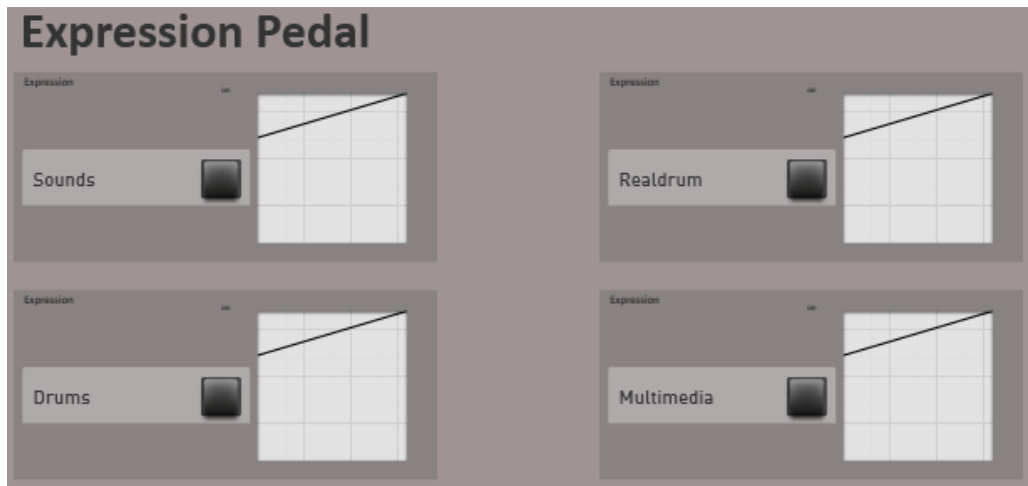 Expression Pedal
Expression
Expression
Sounds
Realdrum
Expression
Expression
Drums
Multimedia